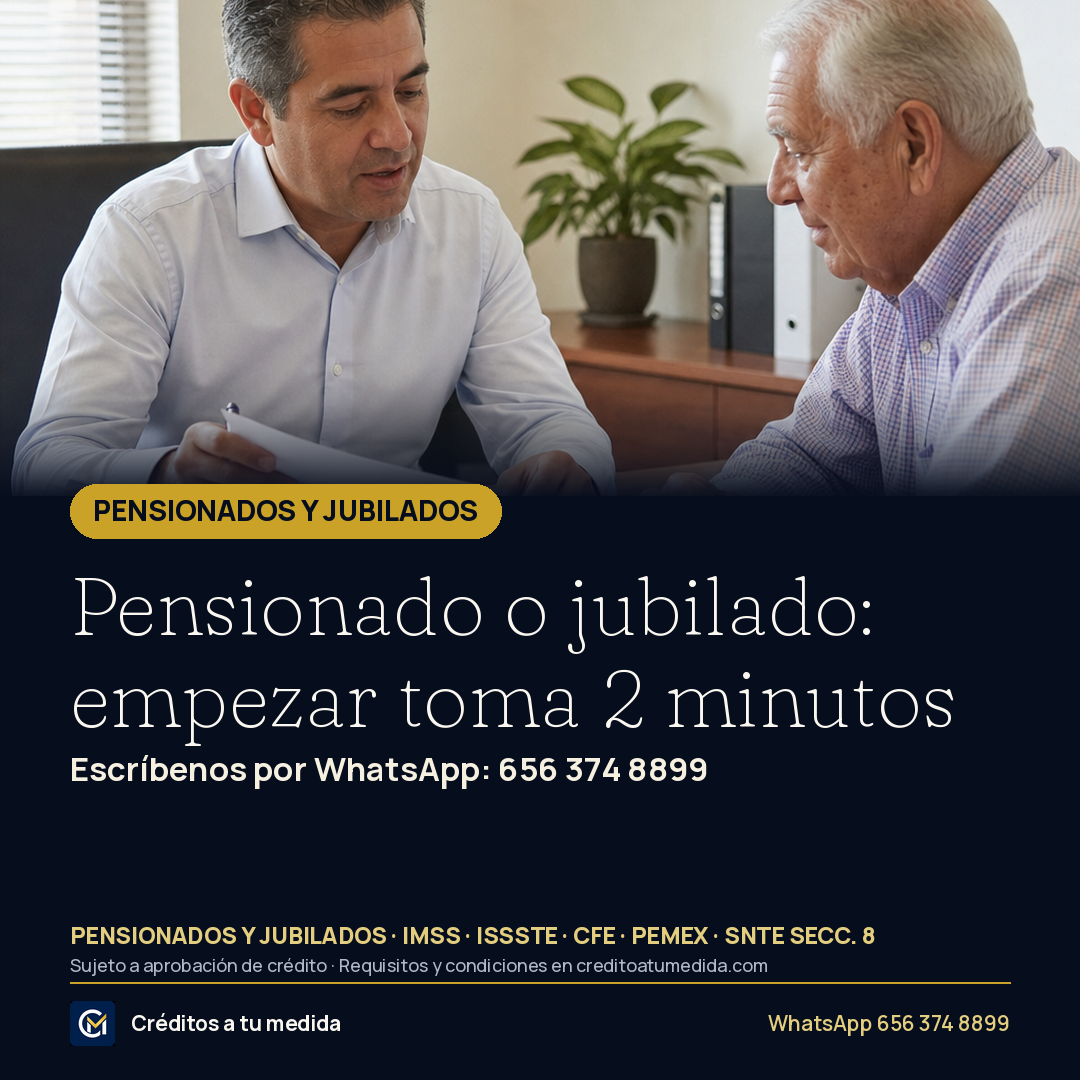 PENSIONADOS Y JUBILADOS
Pensionado o jubilado:
empezar toma 2 minutos
Escríbenos por WhatsApp: 656 374 8899
PENSIONADOS Y JUBILADOS · IMSS · ISSSTE · CFE · PEMEX · SNTE SECC. 8
Sujeto a aprobación de crédito · Requisitos y condiciones en creditoatumedida.com
Créditos a tu medida
WhatsApp 656 374 8899